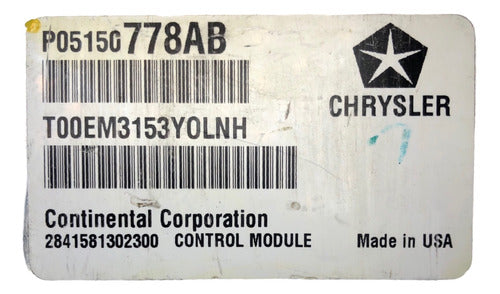 P05150778AB
CHRYSLER
T00EM3153YOLNH
Continental Corporation
2841581302300 CONTROL MODULE Made in USA